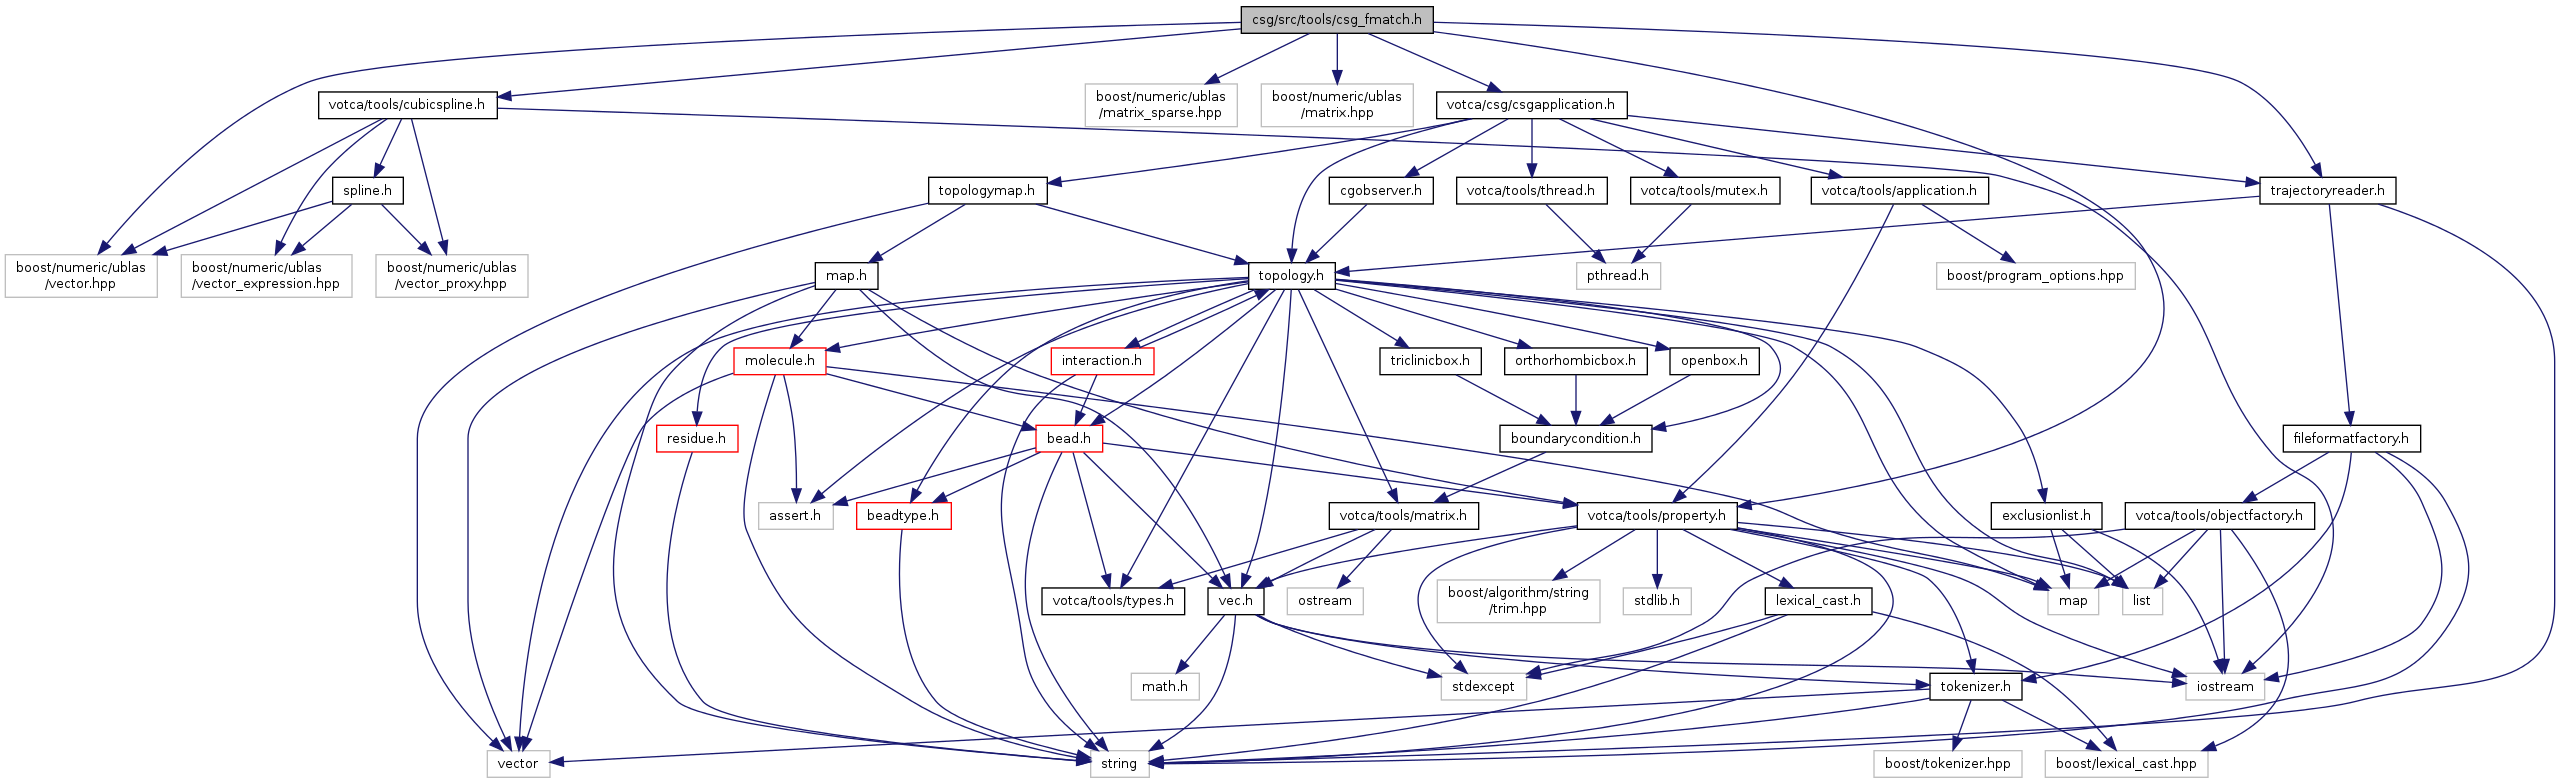 csg/src/tools/csg_fmatch.h
votca/tools/cubicspline.h
boost/numeric/ublas
/matrix_sparse.hpp
boost/numeric/ublas
/matrix.hpp
votca/csg/csgapplication.h
spline.h
topologymap.h
cgobserver.h
votca/tools/thread.h
votca/tools/mutex.h
votca/tools/application.h
trajectoryreader.h
boost/numeric/ublas
/vector.hpp
boost/numeric/ublas
/vector_expression.hpp
boost/numeric/ublas
/vector_proxy.hpp
map.h
topology.h
pthread.h
boost/program_options.hpp
molecule.h
interaction.h
triclinicbox.h
orthorhombicbox.h
openbox.h
residue.h
bead.h
boundarycondition.h
fileformatfactory.h
assert.h
beadtype.h
votca/tools/matrix.h
votca/tools/property.h
exclusionlist.h
votca/tools/objectfactory.h
votca/tools/types.h
vec.h
ostream
boost/algorithm/string
/trim.hpp
stdlib.h
lexical_cast.h
map
list
math.h
stdexcept
tokenizer.h
iostream
vector
string
boost/tokenizer.hpp
boost/lexical_cast.hpp